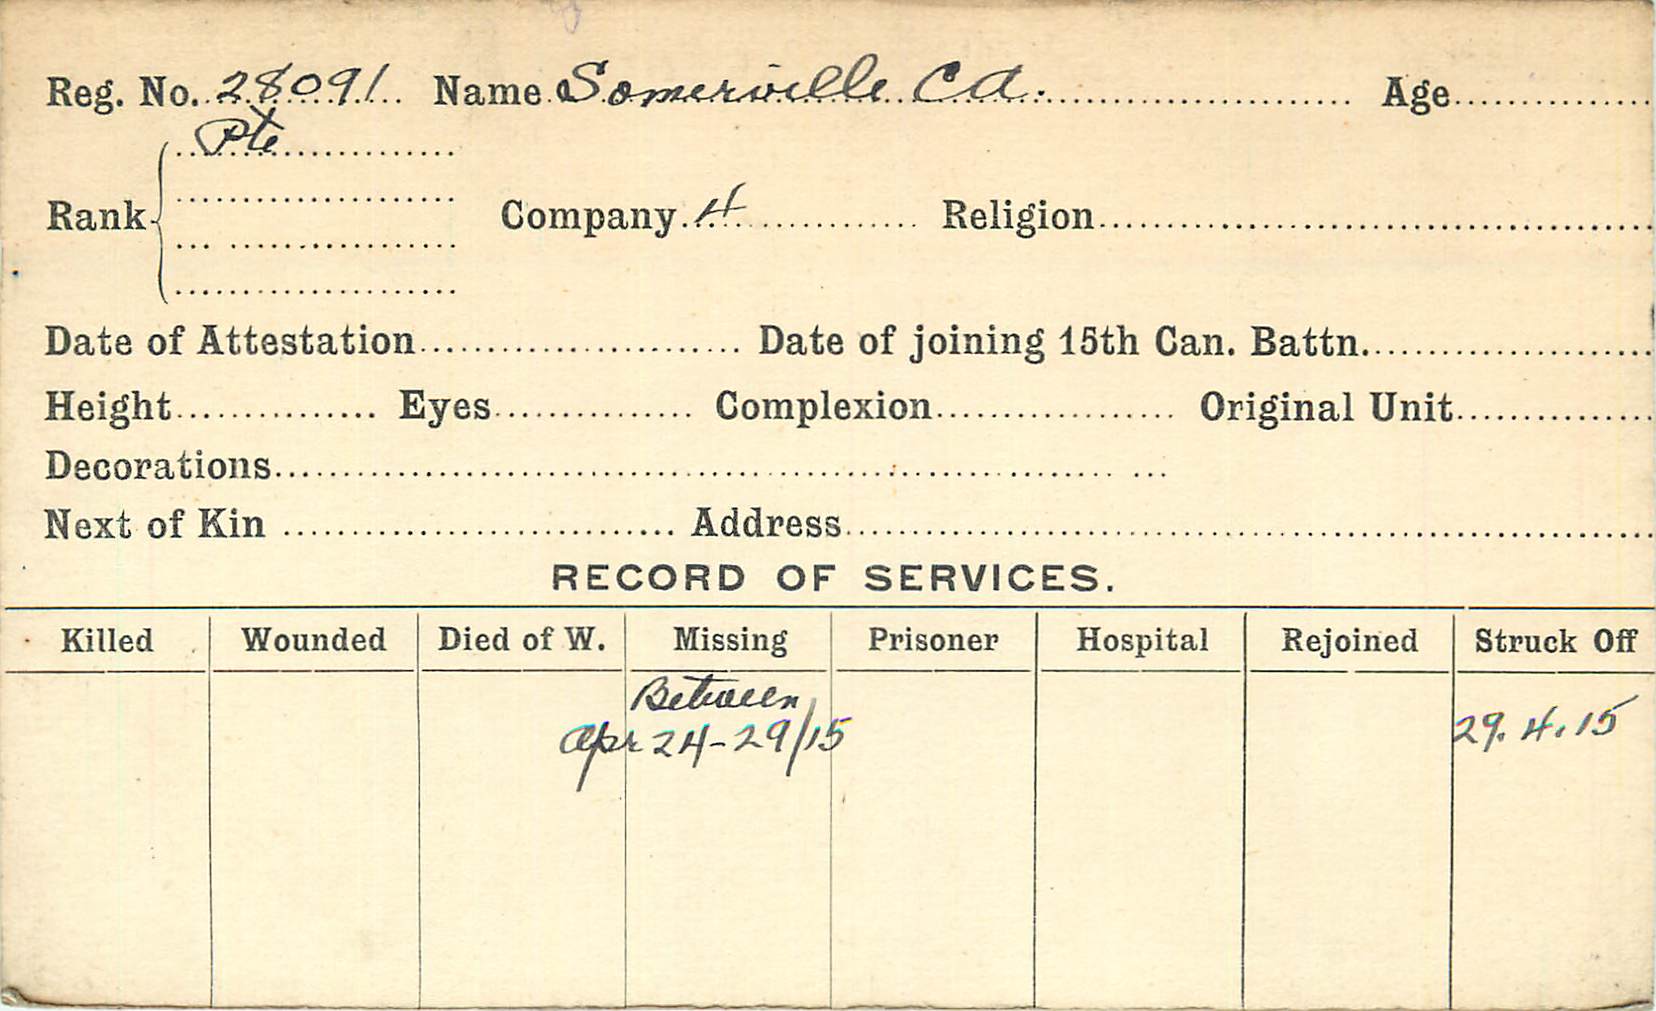 Reg. No. 28091 Name Somerville C A. Age
Pte
Rank Company 4 Religion
Date of Attestation Date of joining 15th Can. Battn.
Height Eyes Complexion Original Unit
Decorations
Next of Kin Address
RECORD OF SERVICES.
Killed Wounded Died of W. Missing Prisoner Hospital Rejoined Struck Off
Between
Apr 24-29/15 29.4.15